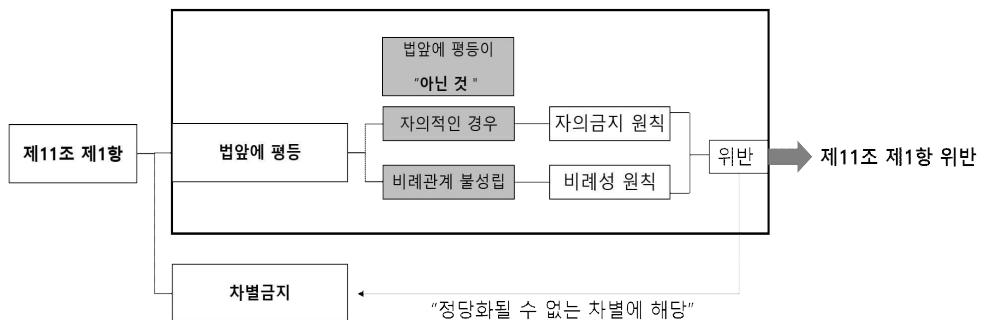 법앞에 평등이
"아닌 것 "
자의적인 경우
자의금지 원칙
제11조 제1항
법앞에 평등
위반
제11조 제1항 위반
비례관계 불성립
비례성 원칙
차별금지
"정당화될 수 없는 차별에 해당"